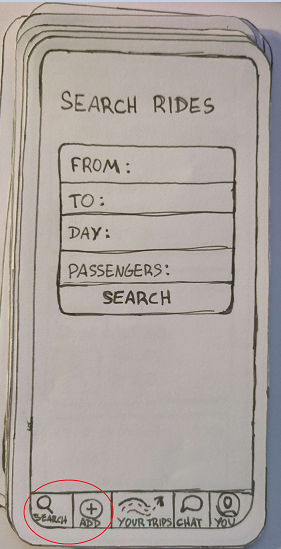 SEARCH RIDES
FROM:
TO:
DAY:
PASSENGERS:
SEARCH
SEARCH ADD YOUR TRIPS CHAT YOU